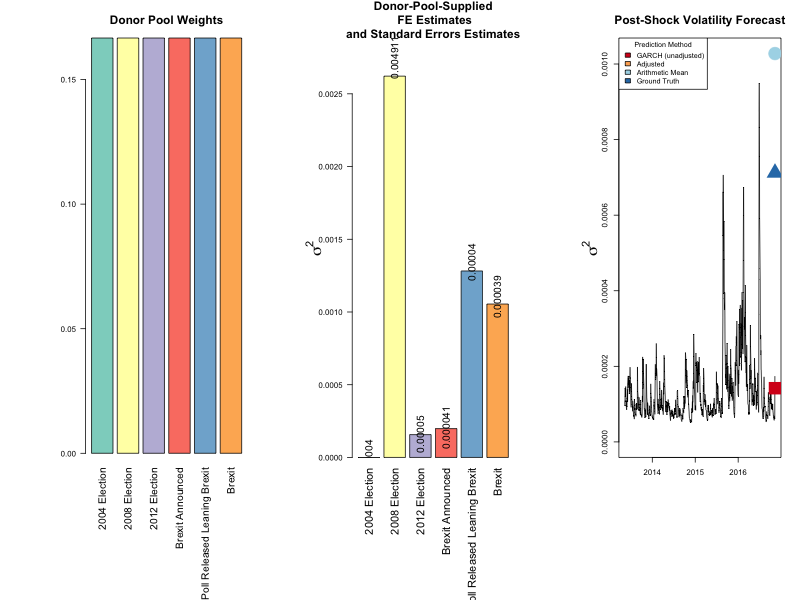 Donor Pool Weights
0.15
0.10
0.05
0.00
2004 Election
2008 Election
2012 Election
Brexit Announced
Poll Released Leaning Brexit
Brexit
Donor-Pool-Supplied
FE Estimates
and Standard Errors Estimates
σ²
0.0025
0.0020
0.0015
0.0010
0.0005
0.0000
004
0.00491
0.00005
0.000041
0.00004
0.000039
2004 Election
2008 Election
2012 Election
Brexit Announced
Released Leaning Brexit
Brexit
Post-Shock Volatility Forecast
σ²
0.0010
0.0008
0.0006
0.0004
0.0002
0.0000
Prediction Method
GARCH (unadjusted)
Adjusted
Arithmetic Mean
Ground Truth
2014
2015
2016